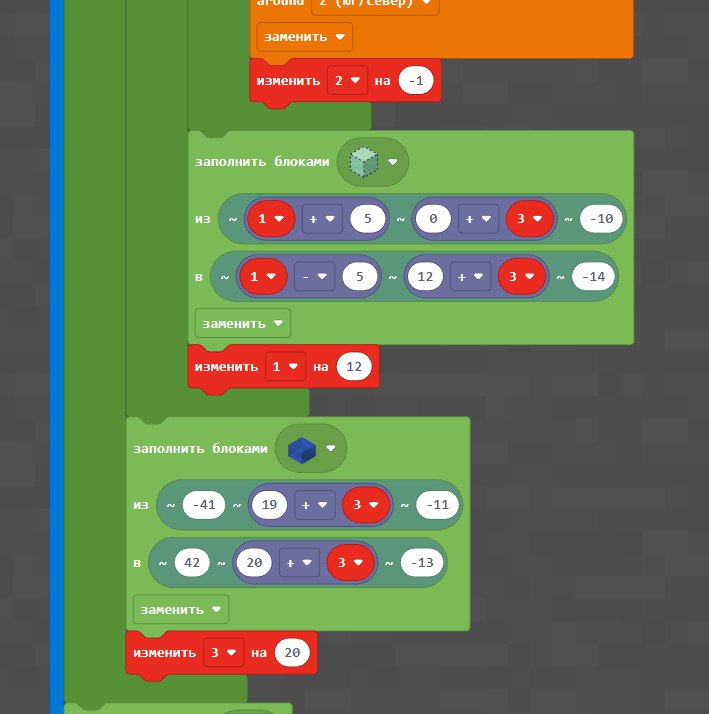 around 2 (юг/север)
заменить
изменить 2 на -1
заполнить блоками
из ~ 1 + 5 ~ 0 + 3 ~ -10
в ~ 1 - 5 ~ 12 + 3 ~ -14
заменить
изменить 1 на 12
заполнить блоками
из ~ -41 ~ 19 + 3 ~ -11
в ~ 42 ~ 20 + 3 ~ -13
заменить
изменить 3 на 20